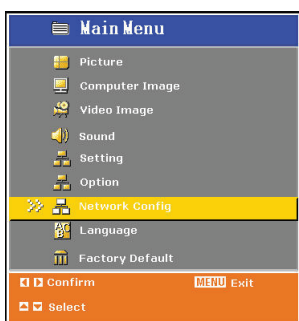 Main Menu
Picture
Computer Image
Video Image
Sound
Setting
Option
Network Config
Language
Factory Default
Confirm MENU Exit
Select